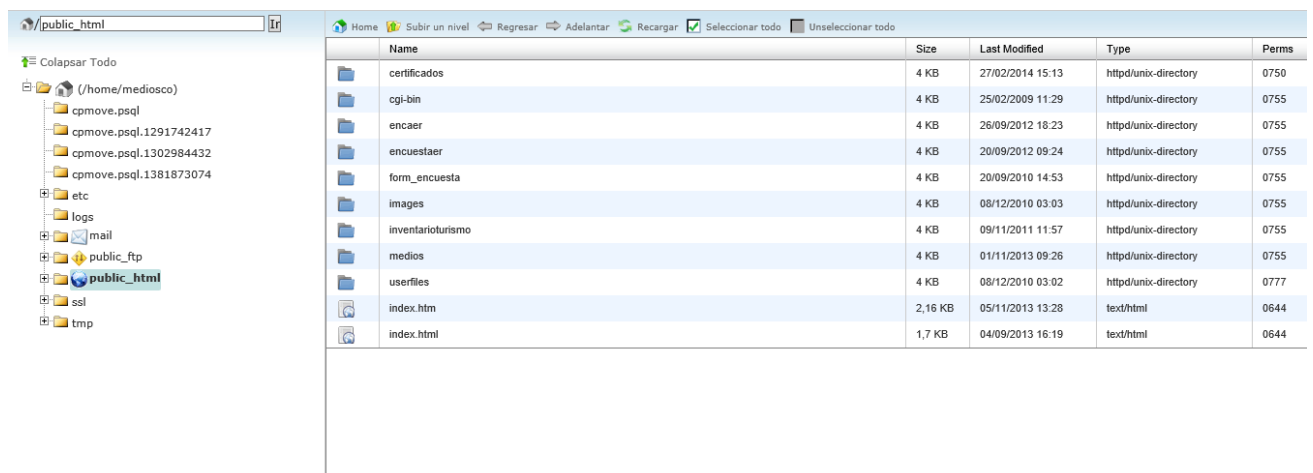 /public_html Ir
Home Subir un nivel Regresar Adelantar Recargar Seleccionar todo Unseleccionar todo
Colapsar Todo
(/home/mediosco)
cpmove.psql
cpmove.psql.1291742417
cpmove.psql.1302984432
cpmove.psql.1381873074
etc
logs
mail
public_ftp
public_html
ssl
tmp
Name Size Last Modified Type Perms
certificados 4 KB 27/02/2014 15:13 httpd/unix-directory 0750
cgi-bin 4 KB 25/02/2009 11:29 httpd/unix-directory 0755
encaer 4 KB 26/09/2012 18:23 httpd/unix-directory 0755
encuestaer 4 KB 20/09/2012 09:24 httpd/unix-directory 0755
form_encuesta 4 KB 20/09/2010 14:53 httpd/unix-directory 0755
images 4 KB 08/12/2010 03:03 httpd/unix-directory 0755
inventarioturismo 4 KB 09/11/2011 11:57 httpd/unix-directory 0755
medios 4 KB 01/11/2013 09:26 httpd/unix-directory 0755
userfiles 4 KB 08/12/2010 03:02 httpd/unix-directory 0777
index.htm 2,16 KB 05/11/2013 13:28 text/html 0644
index.html 1,7 KB 04/09/2013 16:19 text/html 0644